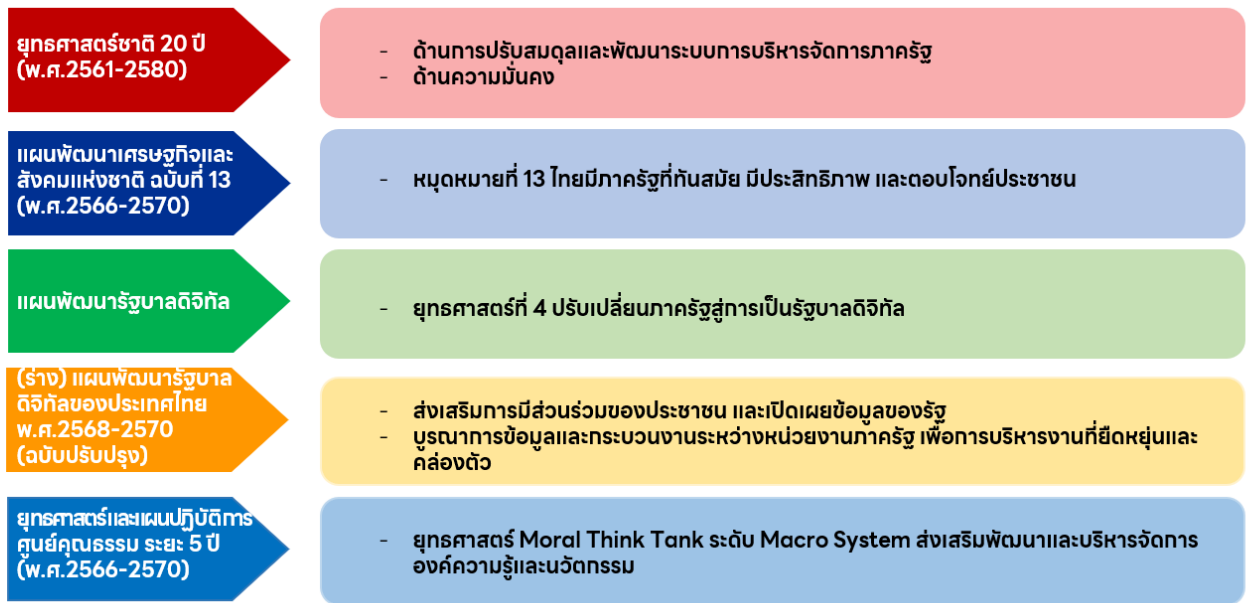 ยุทธศาสตร์ชาติ 20 ปี
(พ.ศ.2561-2580)
- ด้านการปรับสมดุลและพัฒนาระบบการบริหารจัดการภาครัฐ
- ด้านความมั่นคง
แผนพัฒนาเศรษฐกิจและ
สังคมแห่งชาติ ฉบับที่ 13
(พ.ศ.2566-2570)
- หมุดหมายที่ 13 ไทยมีภาครัฐที่ทันสมัย มีประสิทธิภาพ และตอบโจทย์ประชาชน
แผนพัฒนารัฐบาลดิจิทัล
- ยุทธศาสตร์ที่ 4 ปรับเปลี่ยนภาครัฐสู่การเป็นรัฐบาลดิจิทัล
(ร่าง) แผนพัฒนารัฐบาล
ดิจิทัลของประเทศไทย
พ.ศ.2568-2570
(ฉบับปรับปรุง)
- ส่งเสริมการมีส่วนร่วมของประชาชน และเปิดเผยข้อมูลของรัฐ
- บูรณาการข้อมูลและกระบวนงานระหว่างหน่วยงานภาครัฐ เพื่อการบริหารงานที่ยืดหยุ่นและ
คล่องตัว
ยุทธศาสตร์และแผนปฏิบัติการ
ศูนย์คุณธรรม ระยะ 5 ปี
(พ.ศ.2566-2570)
- ยุทธศาสตร์ Moral Think Tank ระดับ Macro System ส่งเสริมพัฒนาและบริหารจัดการ
องค์ความรู้และนวัตกรรม